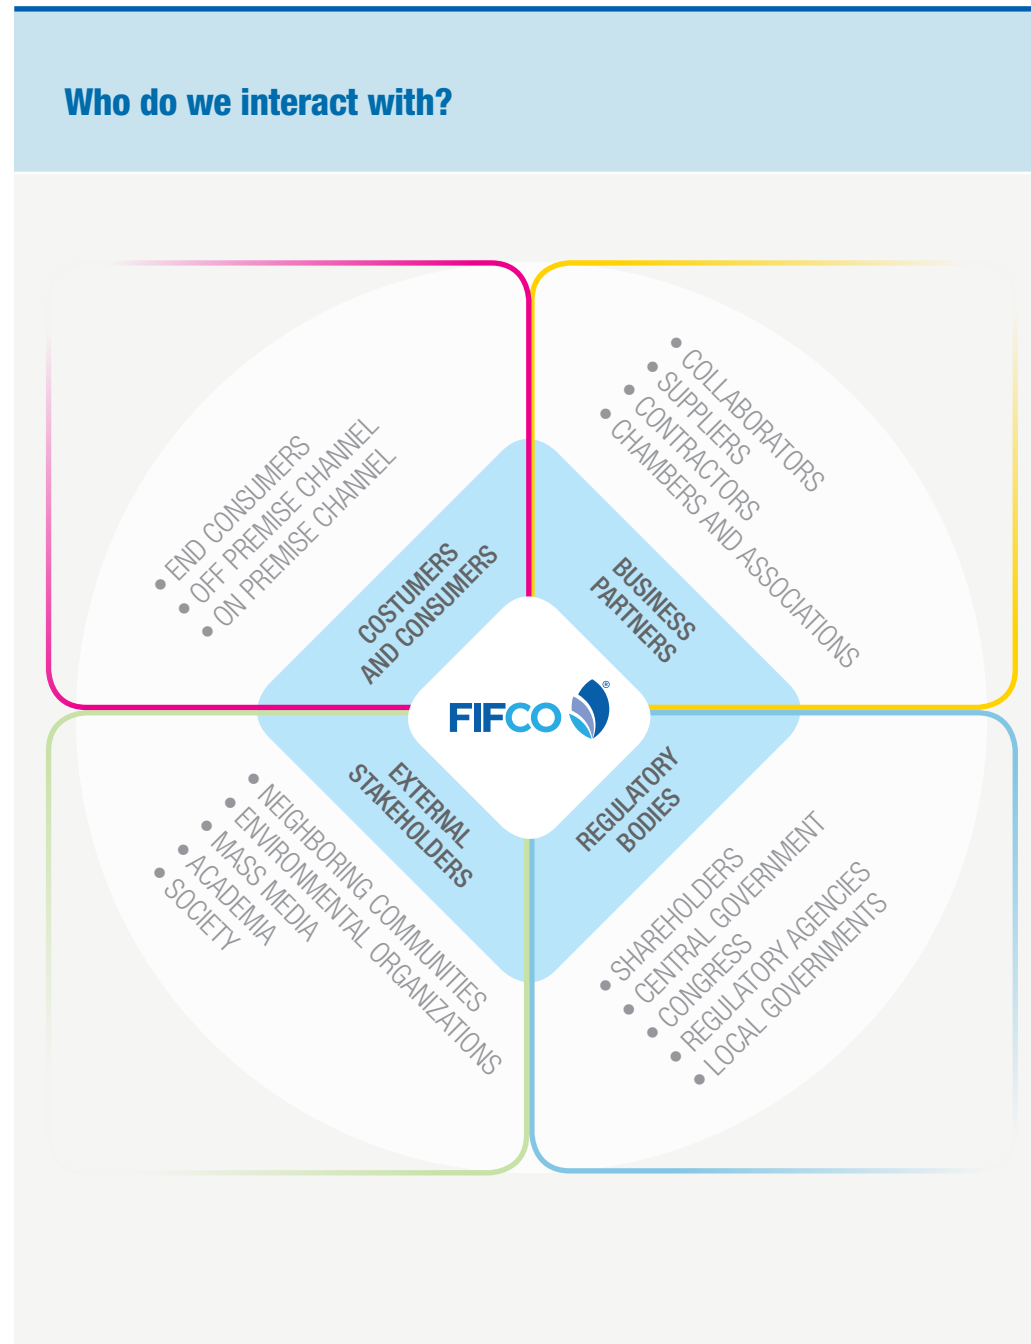 Who do we interact with?
• END CONSUMERS
• OFF PREMISE CHANNEL
• ON PREMISE CHANNEL
COSTUMERS
AND CONSUMERS
• COLLABORATORS
• SUPPLIERS
• CONTRACTORS
• CHAMBERS AND ASSOCIATIONS
BUSINESS
PARTNERS
FIFCO®
EXTERNAL
STAKEHOLDERS
• NEIGHBORING COMMUNITIES
• ENVIRONMENTAL ORGANIZATIONS
• MASS MEDIA
• ACADEMIA
• SOCIETY
REGULATORY
BODIES
• SHAREHOLDERS
• CENTRAL GOVERNMENT
• CONGRESS
• REGULATORY AGENCIES
• LOCAL GOVERNMENTS